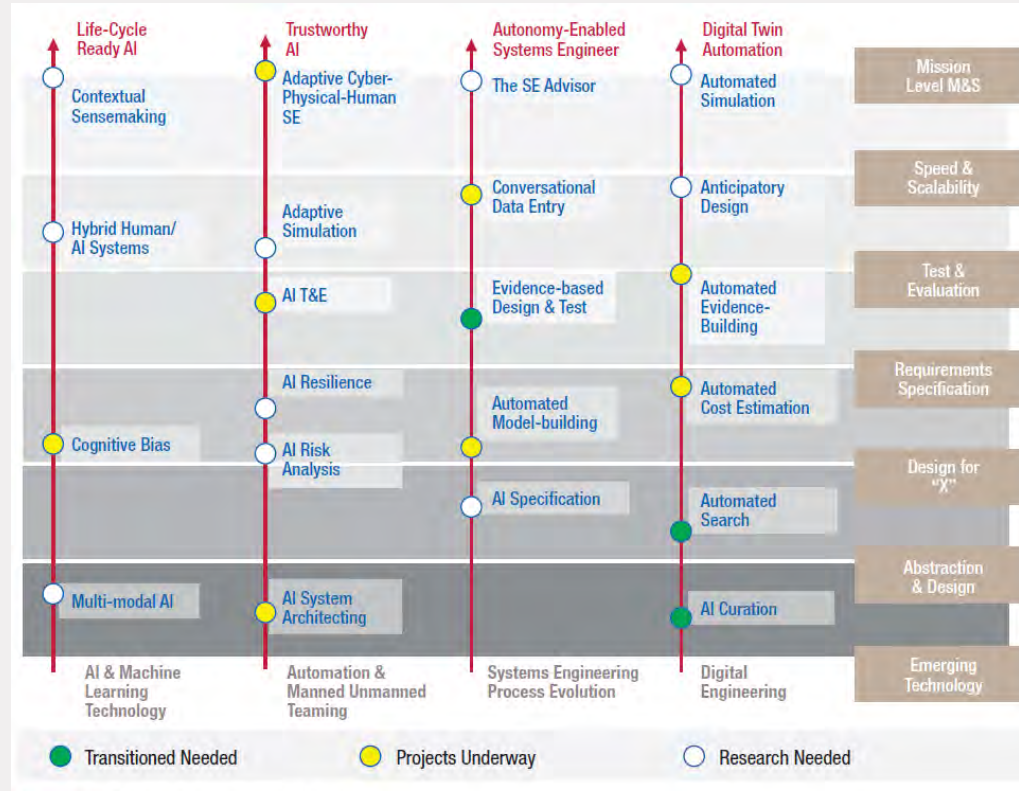 Life-Cycle
Ready AI
Trustworthy
AI
Autonomy-Enabled
Systems Engineer
Digital Twin
Automation
Contextual
Sensemaking
Hybrid Human/
AI Systems
Cognitive Bias
Multi-modal AI
AI & Machine
Learning
Technology
Adaptive Cyber-
Physical-Human
SE
Adaptive
Simulation
AI T&E
AI Resilience
AI Risk
Analysis
AI System
Architecting
Automation &
Manned Unmanned
Teaming
The SE Advisor
Conversational
Data Entry
Evidence-based
Design & Test
Automated
Model-building
AI Specification
Systems Engineering
Process Evolution
Automated
Simulation
Anticipatory
Design
Automated
Evidence-
Building
Automated
Cost Estimation
Automated
Search
AI Curation
Digital
Engineering
Mission
Level M&S
Speed &
Scalability
Test &
Evaluation
Requirements
Specification
Design for
“X”
Abstraction
& Design
Emerging
Technology
Transitioned Needed
Projects Underway
Research Needed